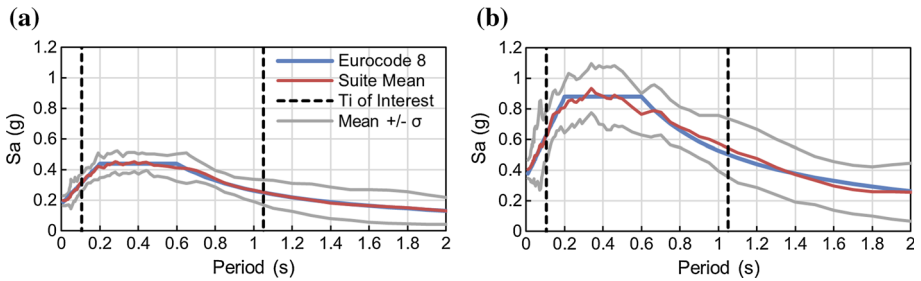 (a)
1.2
1
0.8
0.6
0.4
0.2
0
Sa (g)
0 0.2 0.4 0.6 0.8 1 1.2 1.4 1.6 1.8 2
Period (s)
Eurocode 8
Suite Mean
Ti of Interest
Mean +/- σ
(b)
1.2
1
0.8
0.6
0.4
0.2
0
Sa (g)
0 0.2 0.4 0.6 0.8 1 1.2 1.4 1.6 1.8 2
Period (s)